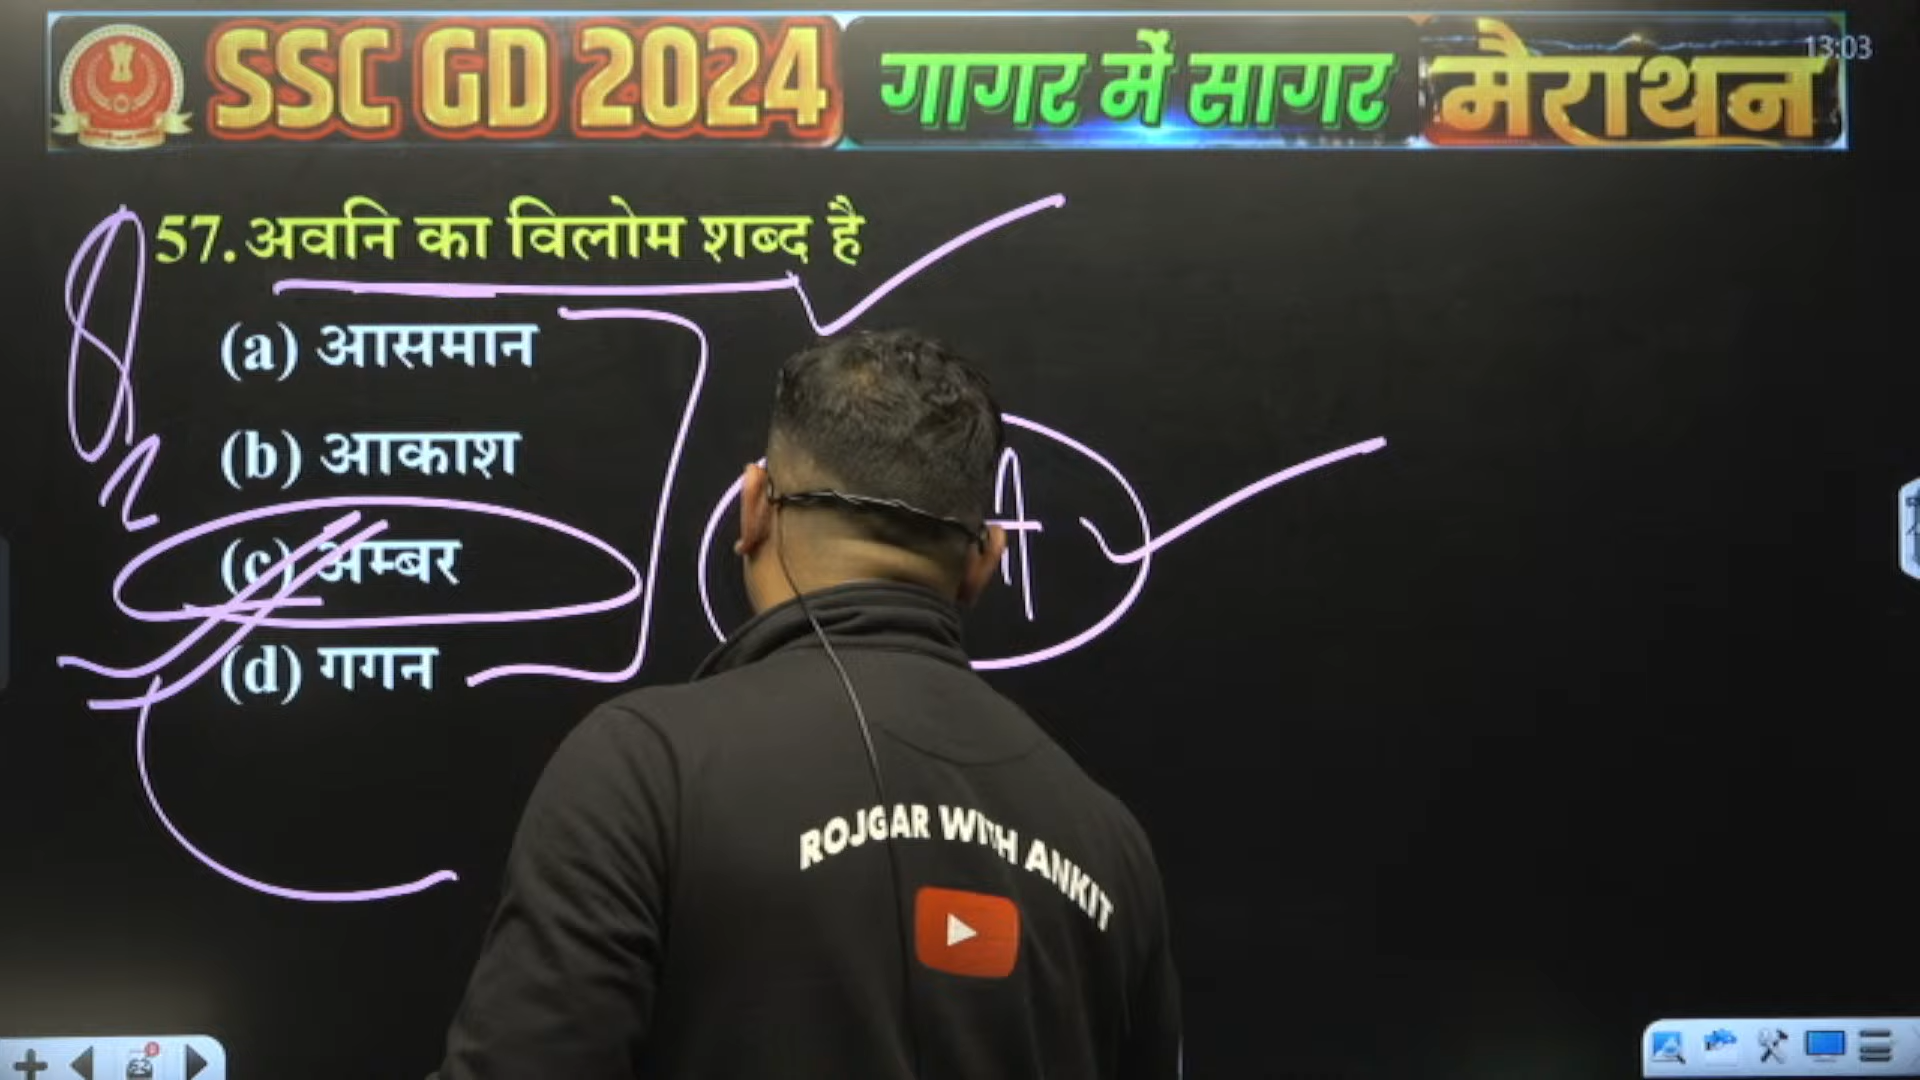 SSC GD 2024 गागर में सागर मैराथन
13:03
57. अवनि का विलोम शब्द है
(a) आसमान
(b) आकाश
(c) अम्बर
(d) गगन
ROJGAR WITH ANKIT